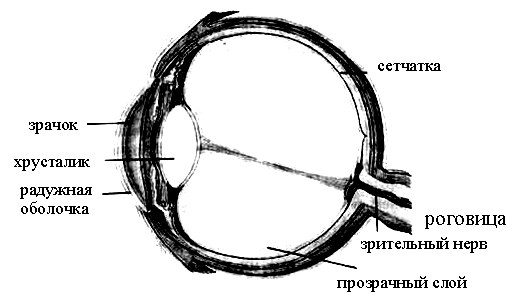 сетчатка
зрачок
хрусталик
радужная
оболочка
роговица
зрительный нерв
прозрачный слой